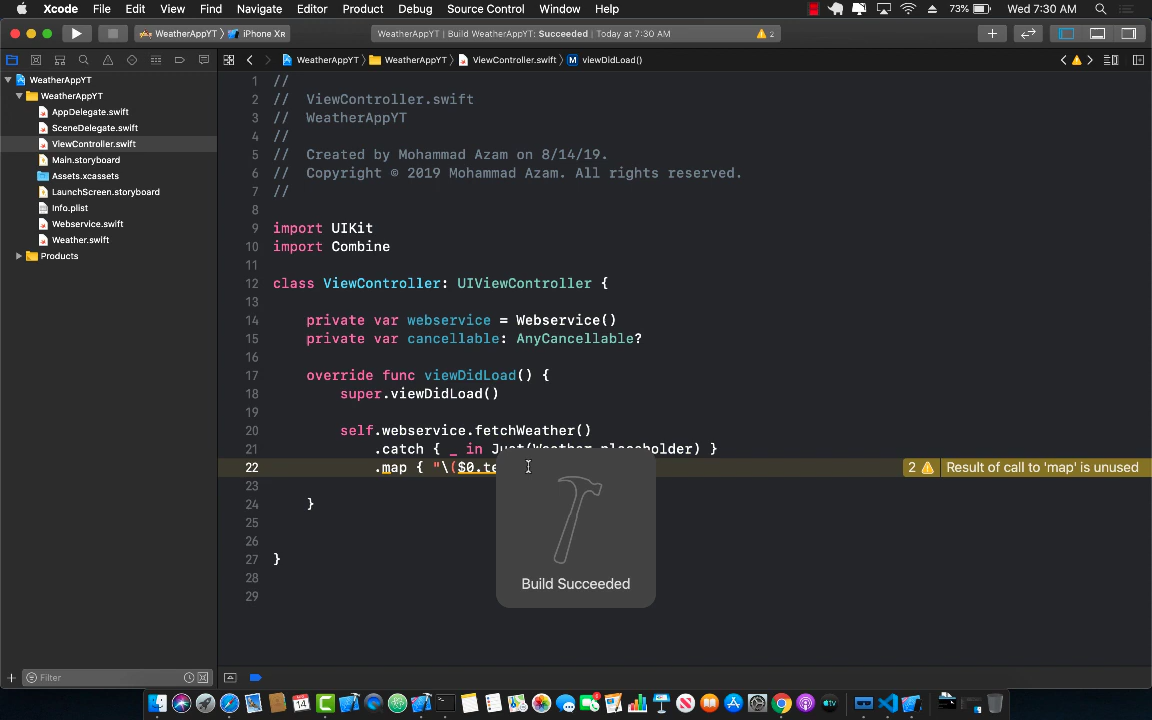 Xcode File Edit View Find Navigate Editor Product Debug Source Control Window Help 73% Wed 7:30 AM
WeatherAppYT iPhone Xʀ WeatherAppYT | Build WeatherAppYT: Succeeded | Today at 7:30 AM 2
WeatherAppYT WeatherAppYT ViewController.swift M viewDidLoad()
WeatherAppYT
WeatherAppYT
AppDelegate.swift
SceneDelegate.swift
ViewController.swift
Main.storyboard
Assets.xcassets
LaunchScreen.storyboard
Info.plist
Webservice.swift
Weather.swift
Products
1 //
2 // ViewController.swift
3 // WeatherAppYT
4 //
5 // Created by Mohammad Azam on 8/14/19.
6 // Copyright © 2019 Mohammad Azam. All rights reserved.
7 //
8
9 import UIKit
10 import Combine
11
12 class ViewController: UIViewController {
13
14 private var webservice = Webservice()
15 private var cancellable: AnyCancellable?
16
17 override func viewDidLoad() {
18 super.viewDidLoad()
19
20 self.webservice.fetchWeather()
21 .catch { _ in Just(Weather.placeholder) }
22 .map { "\($0.te 2 Result of call to 'map' is unused
23
24 }
25
26
27 }
28
29
Build Succeeded
Filter